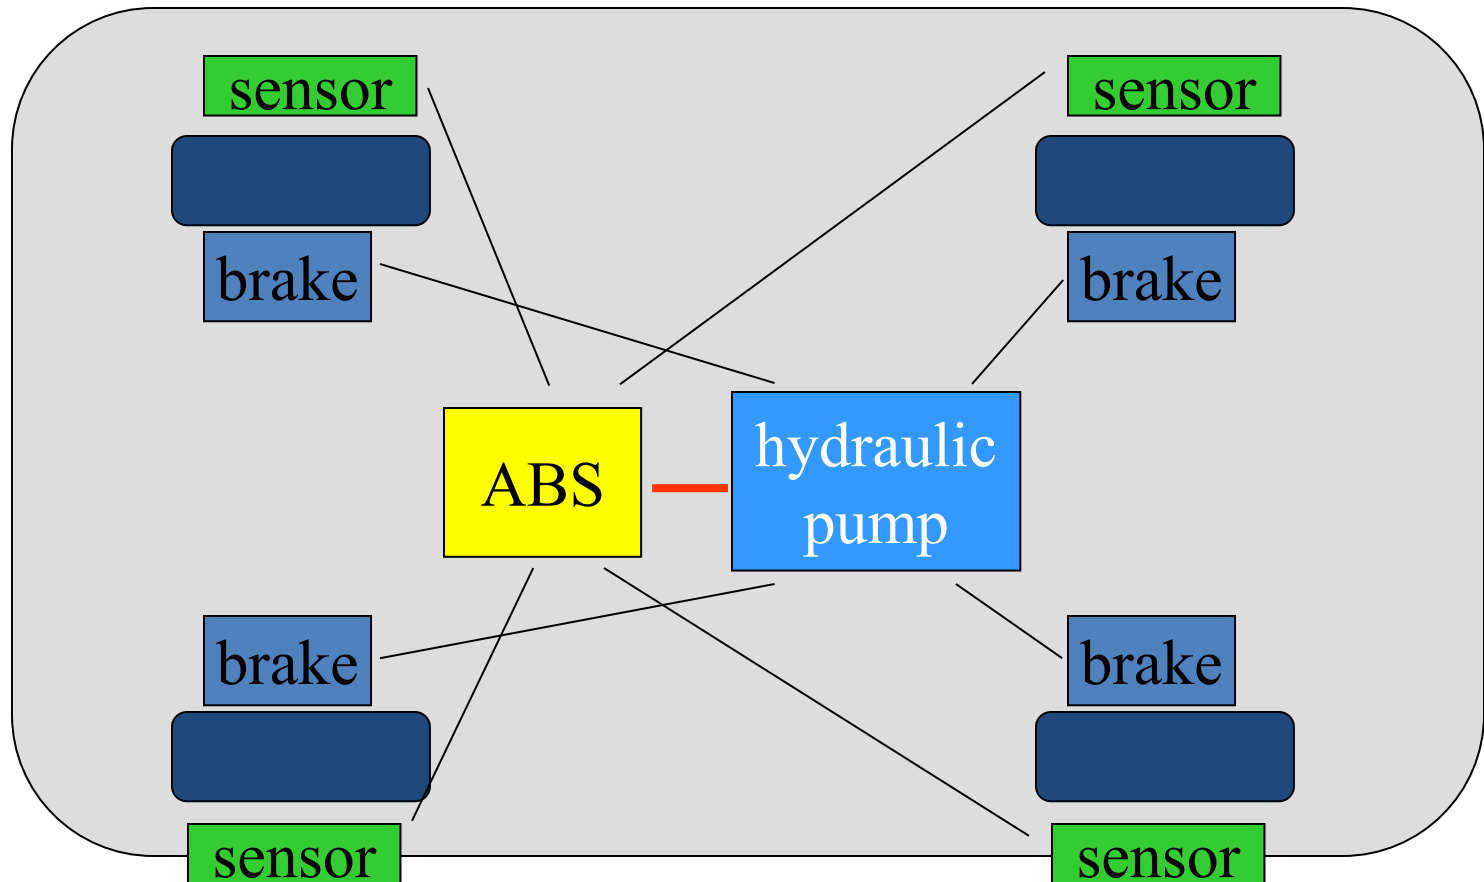 sensor
sensor
brake
brake
ABS
hydraulic
pump
brake
brake
sensor
sensor